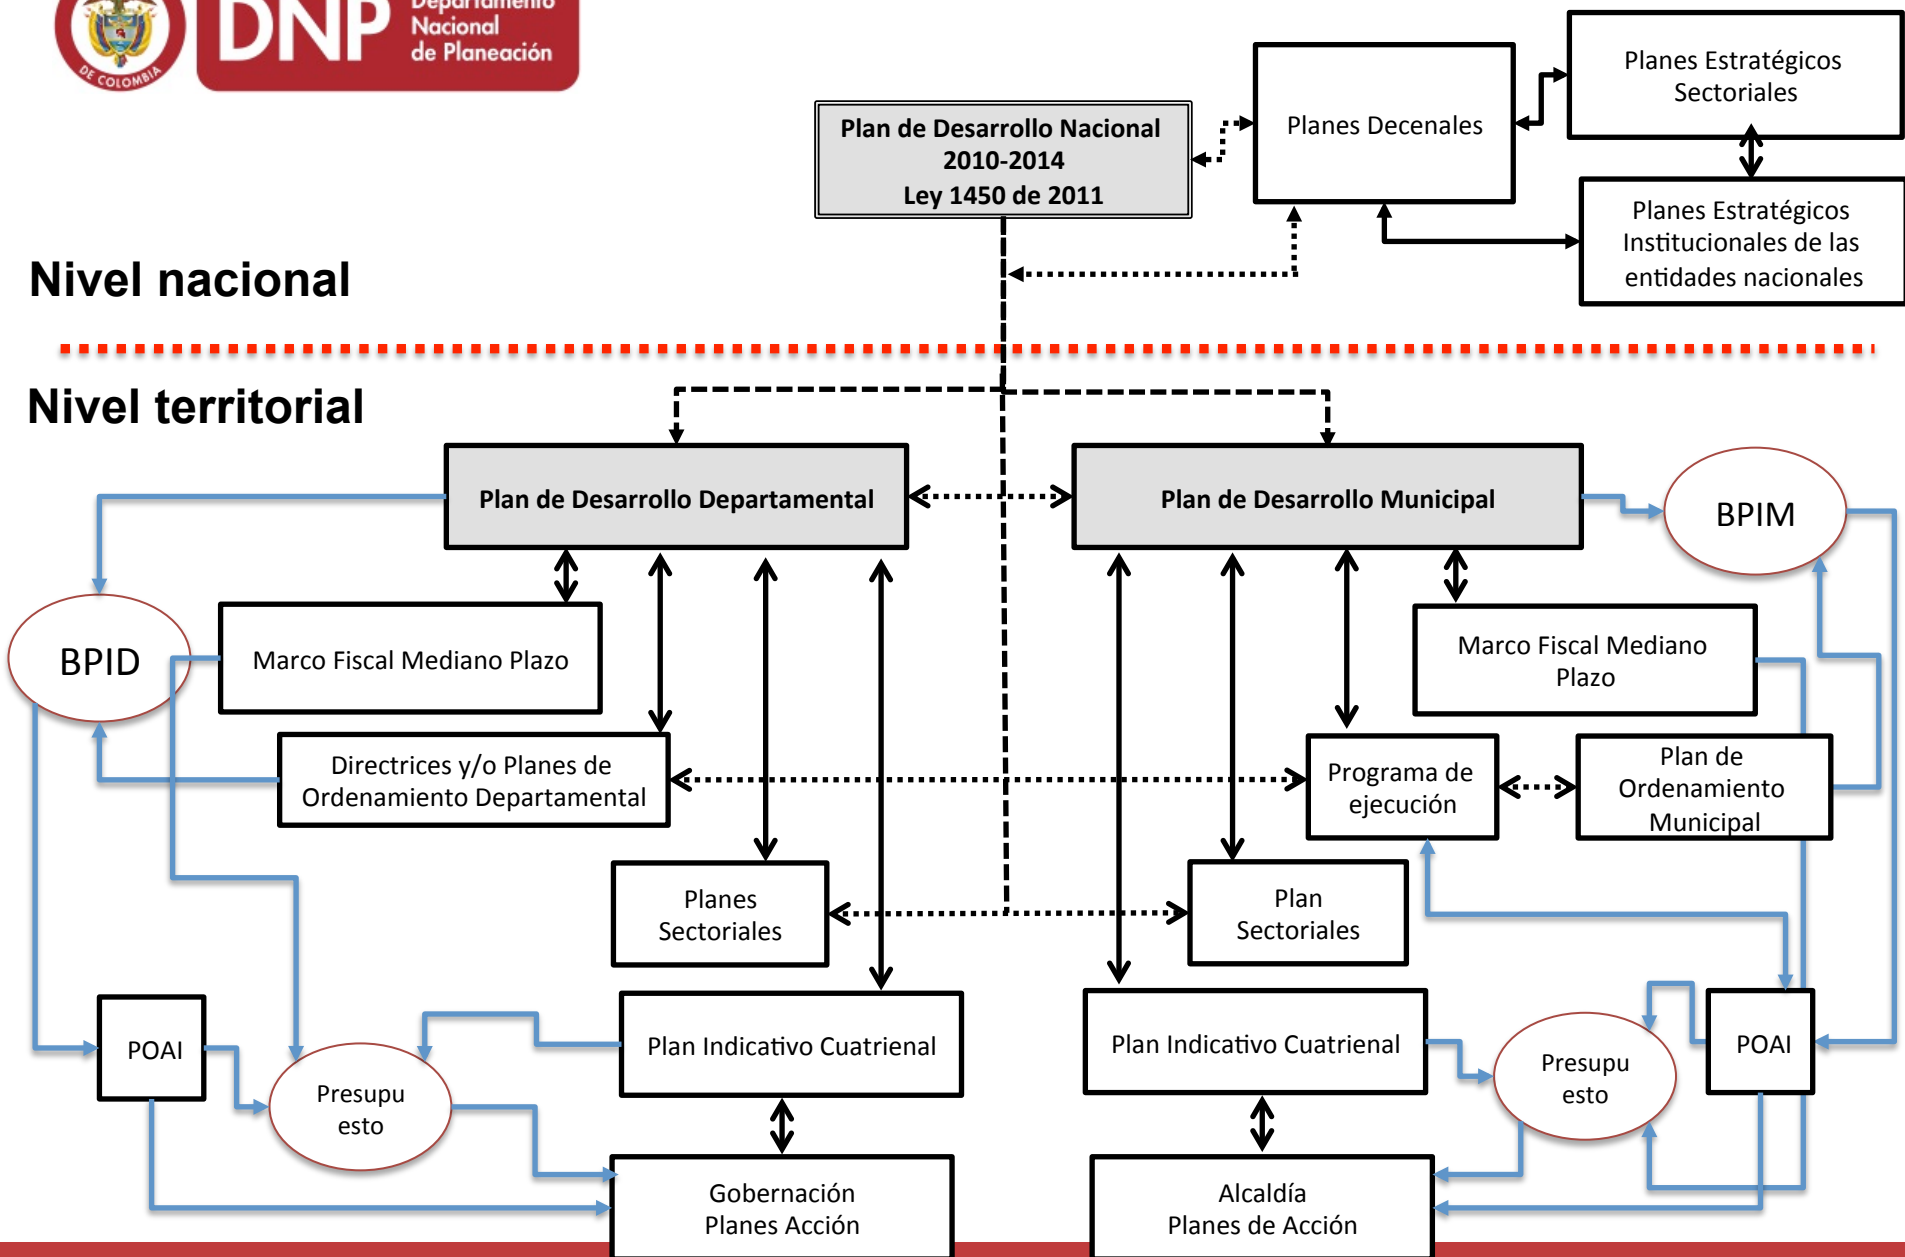 DE COLOMBIA
DNP
Departamento
Nacional
de Planeación
Planes Estratégicos
Sectoriales
Planes Decenales
Plan de Desarrollo Nacional
2010-2014
Ley 1450 de 2011
Planes Estratégicos
Institucionales de las
entidades nacionales
Nivel nacional
Nivel territorial
Plan de Desarrollo Departamental
Plan de Desarrollo Municipal
BPIM
BPID
Marco Fiscal Mediano Plazo
Marco Fiscal Mediano
Plazo
Directrices y/o Planes de
Ordenamiento Departamental
Programa de
ejecución
Plan de
Ordenamiento
Municipal
Planes
Sectoriales
Plan
Sectoriales
POAI
Presupu
esto
Plan Indicativo Cuatrienal
Plan Indicativo Cuatrienal
Presupu
esto
POAI
Gobernación
Planes Acción
Alcaldía
Planes de Acción